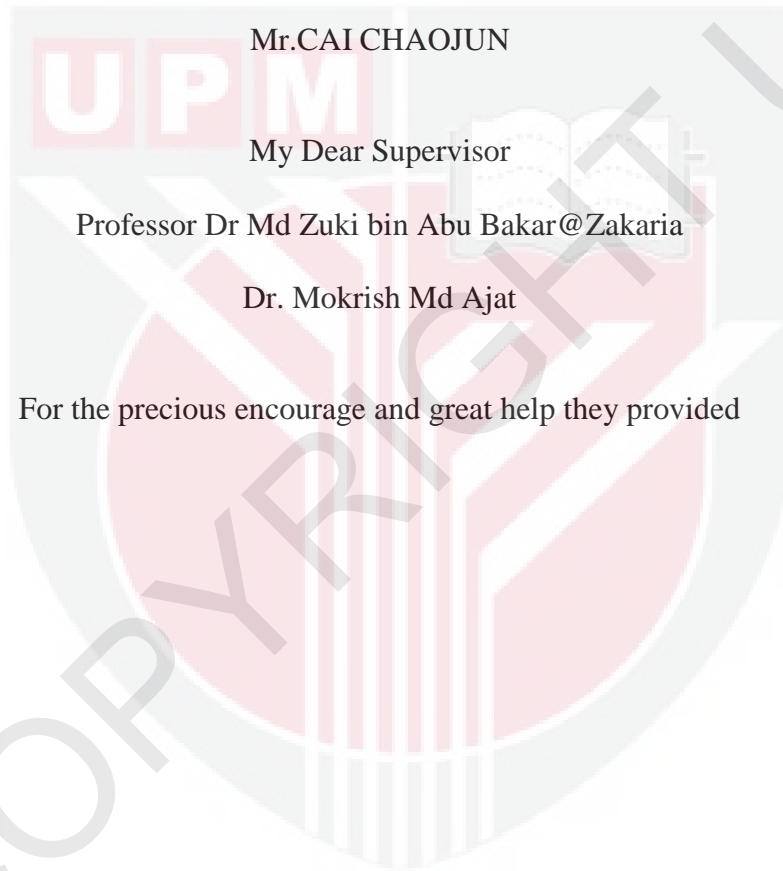 Mr.CAI CHAOJUN
UPM
My Dear Supervisor
Professor Dr Md Zuki bin Abu Bakar@Zakaria
Dr. Mokrish Md Ajat
For the precious encourage and great help they provided
COPYRIGHT U